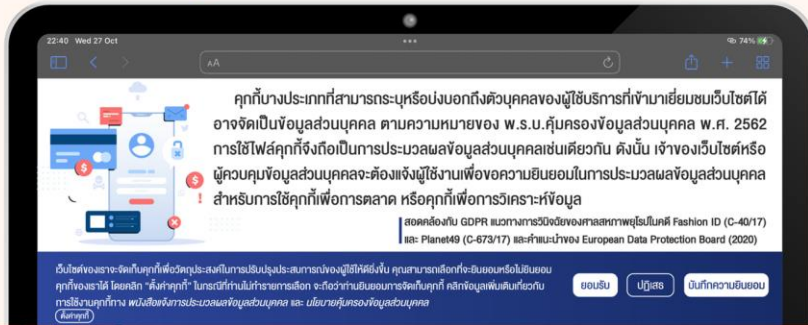 22:40 Wed 27 Oct
74%
AA
คุกกี้บางประเภทที่สามารถระบุหรือบ่งบอกถึงตัวบุคคลของผู้ใช้บริการที่เข้ามาเยี่ยมชมเว็บไซต์ได้
อาจจัดเป็นข้อมูลส่วนบุคคล ตามความหมายของ พ.ร.บ.คุ้มครองข้อมูลส่วนบุคคล พ.ศ. 2562
การใช้ไฟล์คุกกี้จึงถือเป็นการประมวลผลข้อมูลส่วนบุคคลเช่นเดียวกัน ดังนั้น เจ้าของเว็บไซต์หรือ
ผู้ควบคุมข้อมูลส่วนบุคคลจะต้องแจ้งผู้ใช้งานเพื่อขอความยินยอมในการประมวลผลข้อมูลส่วนบุคคล
สำหรับการใช้คุกกี้เพื่อการตลาด หรือคุกกี้เพื่อการวิเคราะห์ข้อมูล
สอดคล้องกับ GDPR แนวทางการวินิจฉัยของศาลสหภาพยุโรปในคดี Fashion ID (C-40/17)
และ Planet49 (C-673/17) และคำแนะนำของ European Data Protection Board (2020)
เว็บไซต์ของเราจะจัดเก็บคุกกี้เพื่อวัตถุประสงค์ในการปรับปรุงประสบการณ์ของผู้ใช้ให้ดียิ่งขึ้น คุณสามารถเลือกที่จะยินยอมหรือไม่ยินยอม
คุกกี้ของเราได้ โดยคลิก "ตั้งค่าคุกกี้" ในกรณีที่ท่านไม่ทำรายการเลือก จะถือว่าท่านยินยอมการจัดเก็บคุกกี้ คลิกข้อมูลเพิ่มเติมเกี่ยวกับ
การใช้งานคุกกี้ทาง หนังสือแจ้งการประมวลผลข้อมูลส่วนบุคคล และ นโยบายคุ้มครองข้อมูลส่วนบุคคล
ตั้งค่าคุกกี้
ยอมรับ
ปฏิเสธ
บันทึกความยินยอม